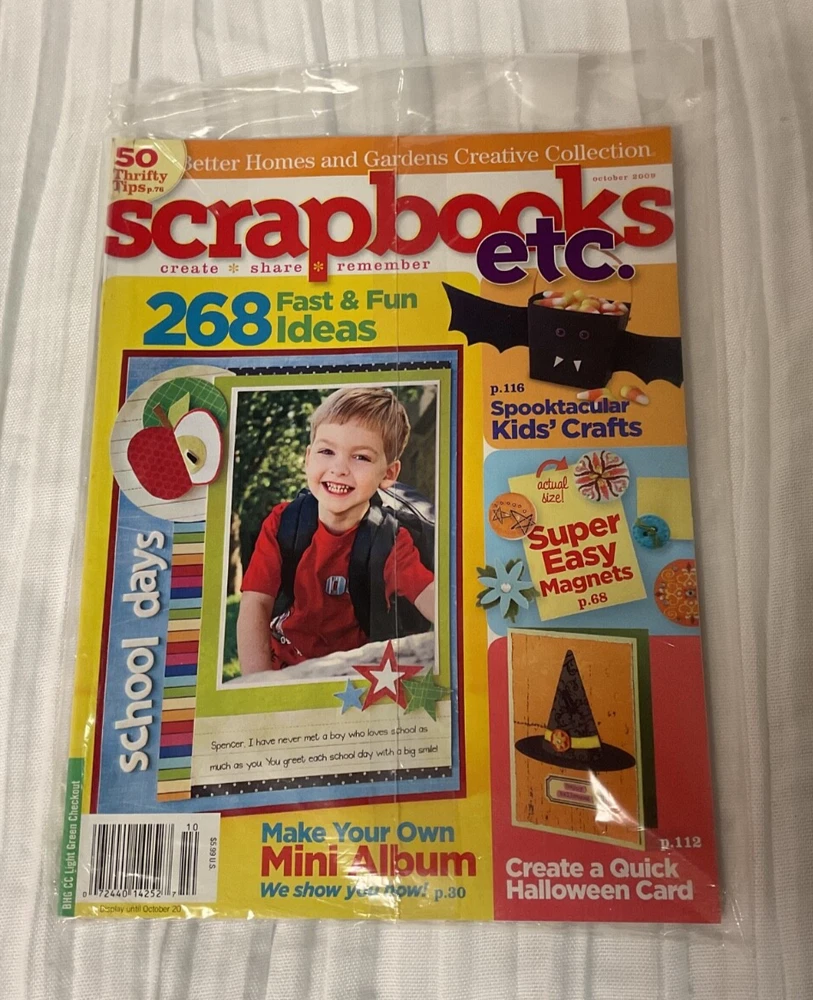 50
Thrifty
Tips p.76
Better Homes and Gardens Creative Collection
october 2009
scrapbooks
etc.
create * share * remember
268 Fast & Fun
Ideas
p.116
Spooktacular
Kids' Crafts
actual
size!
Super
Easy
Magnets
p.68
school days
Spencer, I have never met a boy who loves school as
much as you. You greet each school day with a big smile!
p.112
Create a Quick
Halloween Card
Make Your Own
Mini Album
We show you how! p.30
BHG CC Light Green Checkout
10
$5.99 U.S.
0 72440 14252 7
Display until October 20